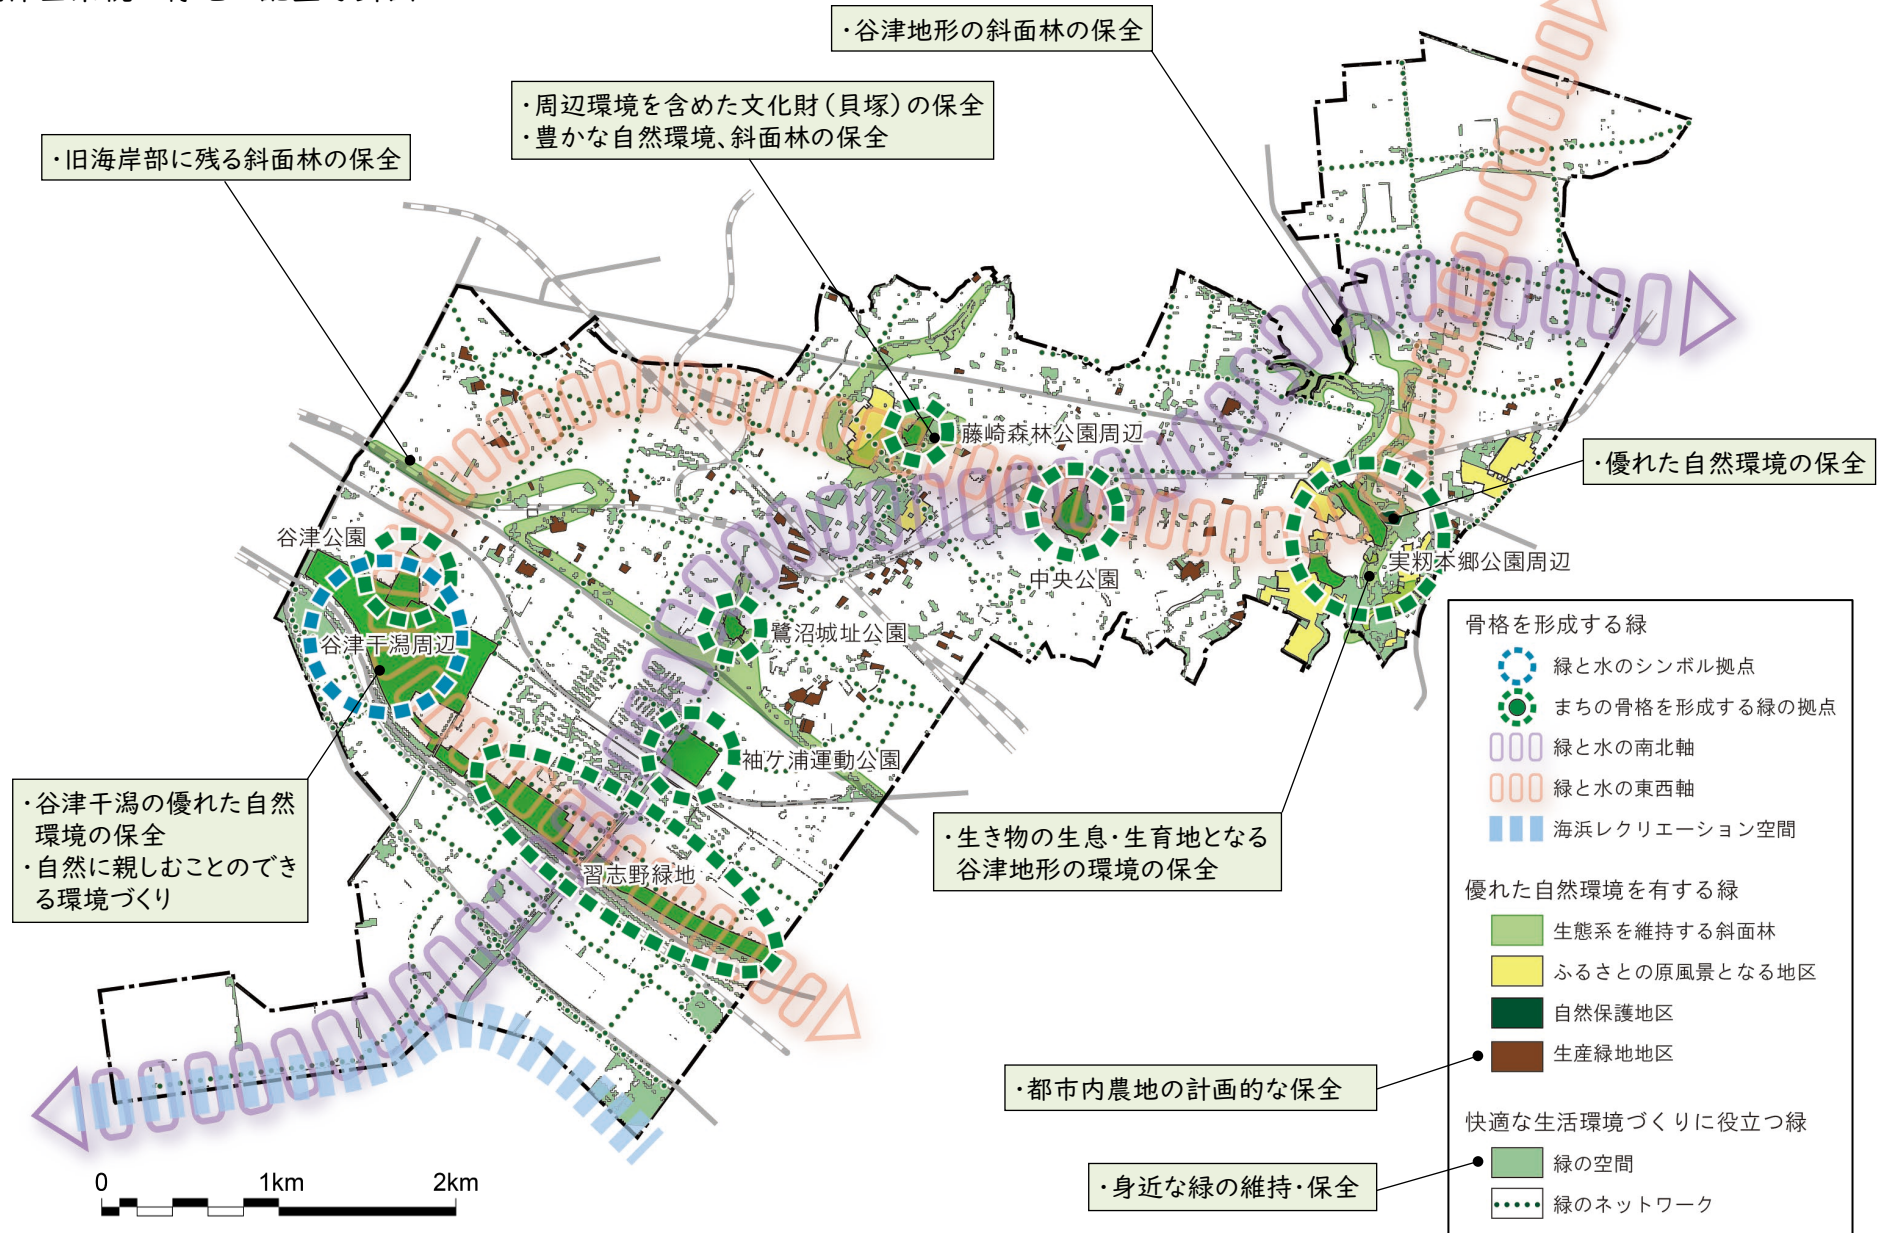 ・谷津地形の斜面林の保全
・周辺環境を含めた文化財(貝塚)の保全
・豊かな自然環境、斜面林の保全
・旧海岸部に残る斜面林の保全
藤崎森林公園周辺
・優れた自然環境の保全
谷津公園
実籾本郷公園周辺
中央公園
鷺沼城址公園
谷津干潟周辺
袖ケ浦運動公園
・谷津干潟の優れた自然
環境の保全
・自然に親しむことのでき
る環境づくり
・生き物の生息・生育地となる
谷津地形の環境の保全
習志野緑地
骨格を形成する緑
緑と水のシンボル拠点
まちの骨格を形成する緑の拠点
緑と水の南北軸
緑と水の東西軸
海浜レクリエーション空間
優れた自然環境を有する緑
生態系を維持する斜面林
ふるさとの原風景となる地区
自然保護地区
生産緑地地区
・都市内農地の計画的な保全
快適な生活環境づくりに役立つ緑
緑の空間
・身近な緑の維持・保全
緑のネットワーク
0 1km 2km